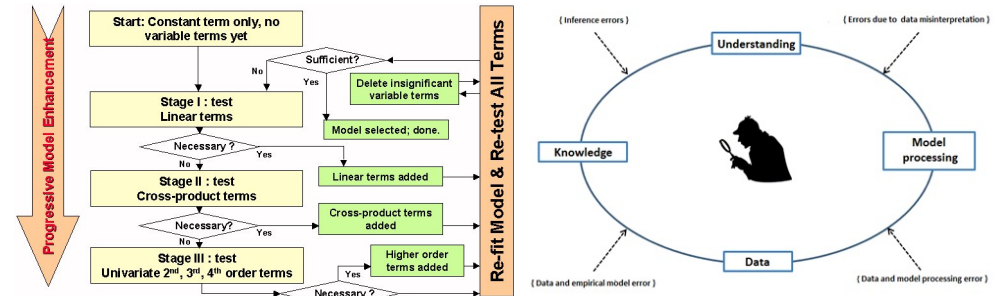 Progressive Model Enhancement
Start: Constant term only, no
variable terms yet
Sufficient?
No
Yes
Delete insignificant
variable terms
Stage I : test
Linear terms
Model selected; done.
Necessary ?
Yes
No
Linear terms added
Stage II : test
Cross-product terms
Cross-product terms
added
Necessary?
Yes
No
Stage III : test
Univariate 2nd, 3rd, 4th order terms
Higher order
terms added
Yes
Necessary ?
Re-fit Model & Re-test All Terms
{ Inference errors }
{ Errors due to data misinterpretation }
Understanding
Knowledge
Model
processing
Data
{ Data and empirical model error }
{ Data and model processing error }